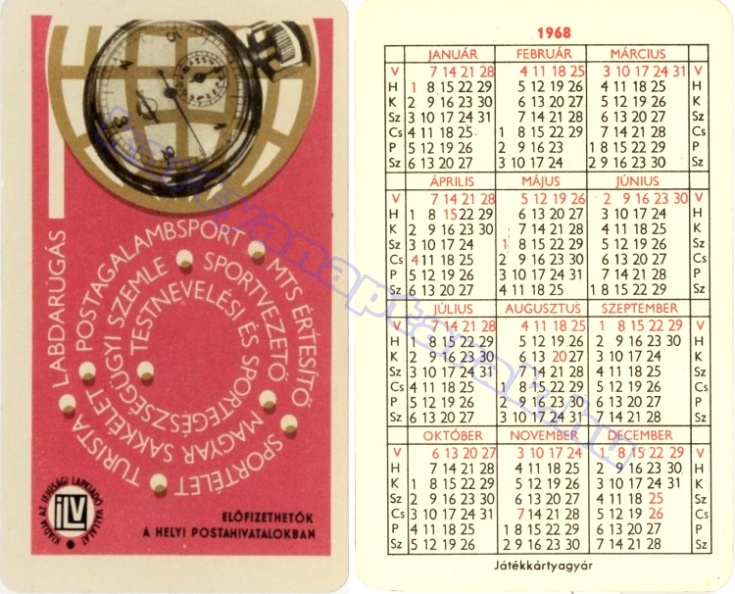 LABDARÚGÁS
POSTAGALAMBSPORT • MTS ÉRTESÍTŐ
• SPORTÉLET • TURISTA •
SPORTVEZETŐ • MAGYAR SAKKÉLET •
TESTNEVELÉSI ÉS SPORTEGÉSZSÉGÜGYI SZEMLE •
KIADJA AZ IFJÚSÁGI LAPKIADÓ VÁLLALAT •
iLV
ELŐFIZETHETŐK
A HELYI POSTAHIVATALOKBAN
1968
JANUÁR FEBRUÁR MÁRCIUS
V 7 14 21 28 4 11 18 25 3 10 17 24 31 V
H 1 8 15 22 29 5 12 19 26 4 11 18 25 H
K 2 9 16 23 30 6 13 20 27 5 12 19 26 K
Sz 3 10 17 24 31 7 14 21 28 6 13 20 27 Sz
Cs 4 11 18 25 1 8 15 22 29 7 14 21 28 Cs
P 5 12 19 26 2 9 16 23 1 8 15 22 29 P
Sz 6 13 20 27 3 10 17 24 2 9 16 23 30 Sz
ÁPRILIS MÁJUS JÚNIUS
V 7 14 21 28 5 12 19 26 2 9 16 23 30 V
H 1 8 15 22 29 6 13 20 27 3 10 17 24 H
K 2 9 16 23 30 7 14 21 28 4 11 18 25 K
Sz 3 10 17 24 1 8 15 22 29 5 12 19 26 Sz
Cs 4 11 18 25 2 9 16 23 30 6 13 20 27 Cs
P 5 12 19 26 3 10 17 24 31 7 14 21 28 P
Sz 6 13 20 27 4 11 18 25 1 8 15 22 29 Sz
JÚLIUS AUGUSZTUS SZEPTEMBER
V 7 14 21 28 4 11 18 25 1 8 15 22 29 V
H 1 8 15 22 29 5 12 19 26 2 9 16 23 30 H
K 2 9 16 23 30 6 13 20 27 3 10 17 24 K
Sz 3 10 17 24 31 7 14 21 28 4 11 18 25 Sz
Cs 4 11 18 25 1 8 15 22 29 5 12 19 26 Cs
P 5 12 19 26 2 9 16 23 30 6 13 20 27 P
Sz 6 13 20 27 3 10 17 24 31 7 14 21 28 Sz
OKTÓBER NOVEMBER DECEMBER
V 6 13 20 27 3 10 17 24 1 8 15 22 29 V
H 7 14 21 28 4 11 18 25 2 9 16 23 30 H
K 1 8 15 22 29 5 12 19 26 3 10 17 24 31 K
Sz 2 9 16 23 30 6 13 20 27 4 11 18 25 Sz
Cs 3 10 17 24 31 7 14 21 28 5 12 19 26 Cs
P 4 11 18 25 1 8 15 22 29 6 13 20 27 P
Sz 5 12 19 26 2 9 16 23 30 7 14 21 28 Sz
Játékkártyagyár